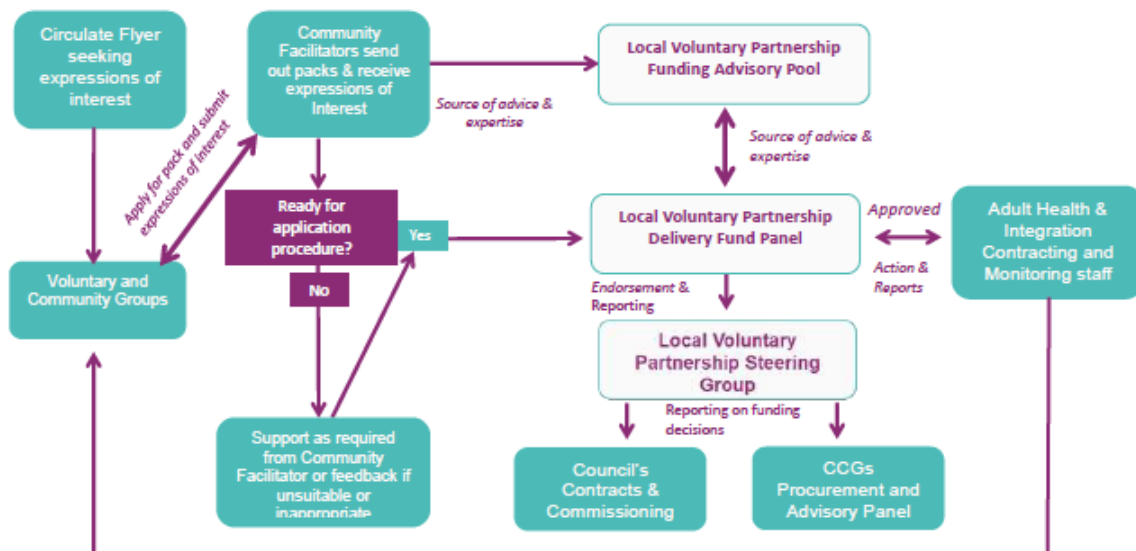 Circulate Flyer
seeking
expressions of
interest
Community
Facilitators send
out packs & receive
expressions of
Interest
Local Voluntary Partnership
Funding Advisory Pool
Source of advice &
expertise
Source of advice &
expertise
Apply for pack and submit
expressions of interest
Ready for
application
procedure?
Yes
No
Local Voluntary Partnership
Delivery Fund Panel
Approved
Action &
Reports
Adult Health &
Integration
Contracting and
Monitoring staff
Voluntary and
Community Groups
Endorsement &
Reporting
Local Voluntary
Partnership Steering
Group
Reporting on funding
decisions
Support as required
from Community
Facilitator or feedback if
unsuitable or
inappropriate
Council's
Contracts &
Commissioning
CCGs
Procurement and
Advisory Panel